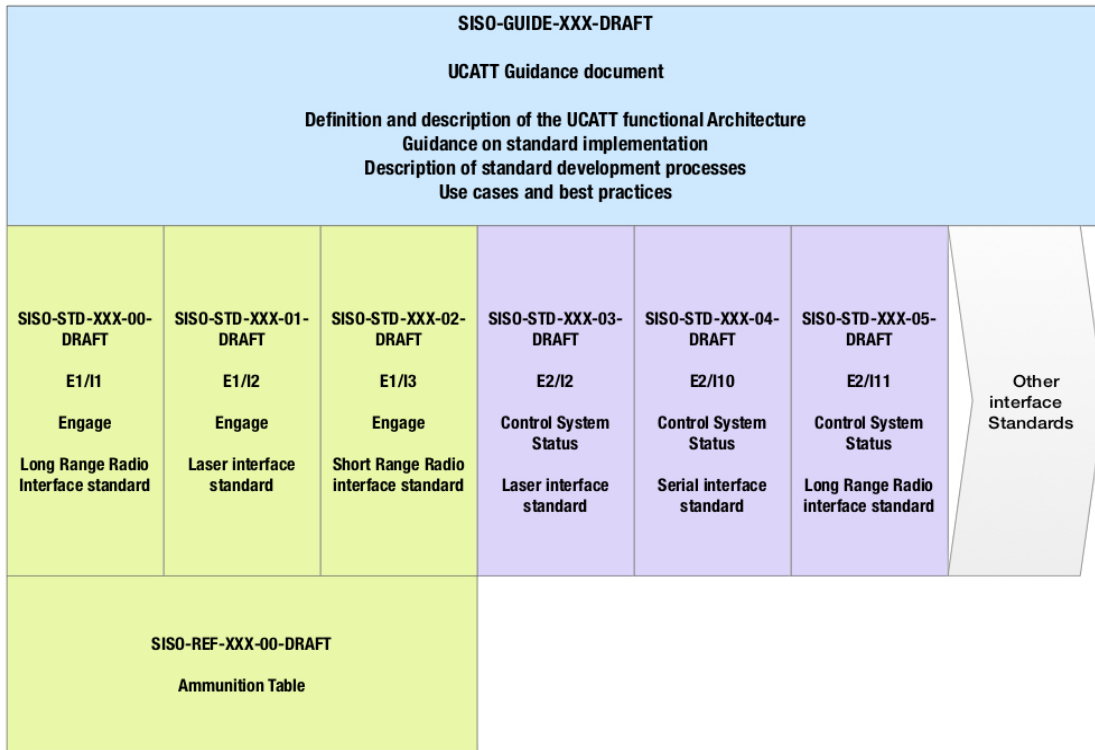 SISO-GUIDE-XXX-DRAFT
UCATT Guidance document
Definition and description of the UCATT functional Architecture
Guidance on standard implementation
Description of standard development processes
Use cases and best practices
SISO-STD-XXX-00-
DRAFT
E1/I1
Engage
Long Range Radio
Interface standard
SISO-STD-XXX-01-
DRAFT
E1/I2
Engage
Laser interface
standard
SISO-STD-XXX-02-
DRAFT
E1/I3
Engage
Short Range Radio
interface standard
SISO-STD-XXX-03-
DRAFT
E2/I2
Control System
Status
Laser interface
standard
SISO-STD-XXX-04-
DRAFT
E2/I10
Control System
Status
Serial interface
standard
SISO-STD-XXX-05-
DRAFT
E2/I11
Control System
Status
Long Range Radio
interface standard
Other
interface
Standards
SISO-REF-XXX-00-DRAFT
Ammunition Table